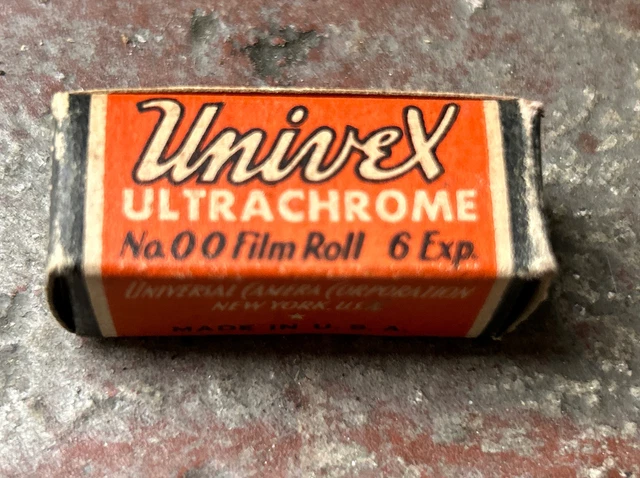 Univex
ULTRACHROME
No. 00 Film Roll 6 Exp.
UNIVERSAL CAMERA CORPORATION
NEW YORK, U.S.A.
MADE IN U.S.A.